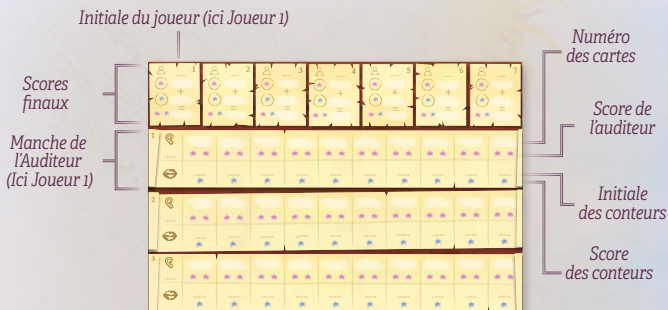 Initiale du joueur (ici Joueur 1)
Scores
finaux
Manche de
l'Auditeur
(Ici Joueur 1)
1 2 3 4 5 6 7
+ + + + + + +
= = = = = = =
1
2
3
Numéro
des cartes
Score de
l'auditeur
Initiale
des conteurs
Score
des conteurs